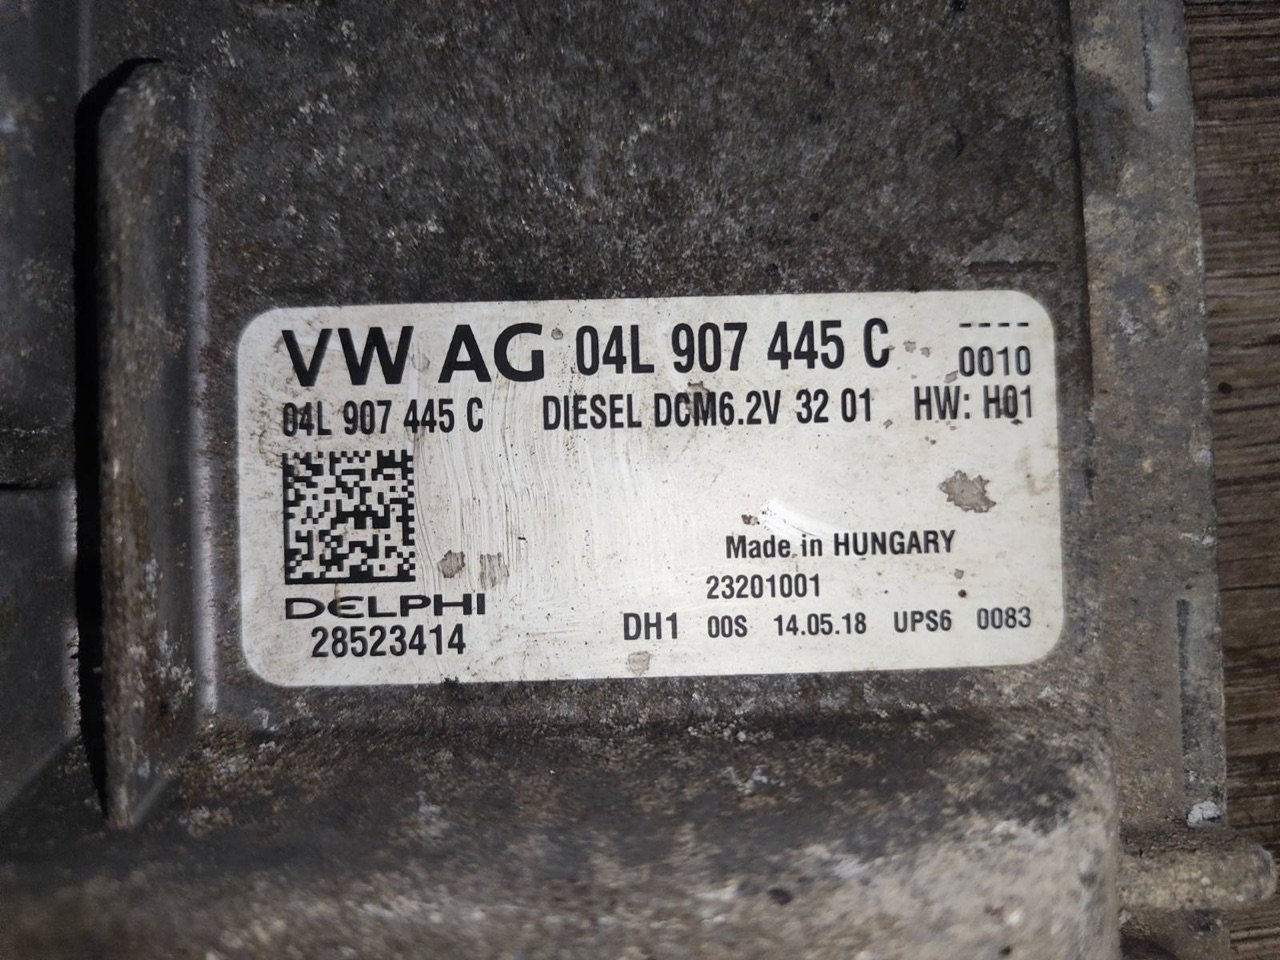 VW AG 04L 907 445 C ----
0010
04L 907 445 C DIESEL DCM6.2V 32 01 HW: H01
Made in HUNGARY
23201001
DELPHI
28523414
DH1 00S 14.05.18 UPS6 0083